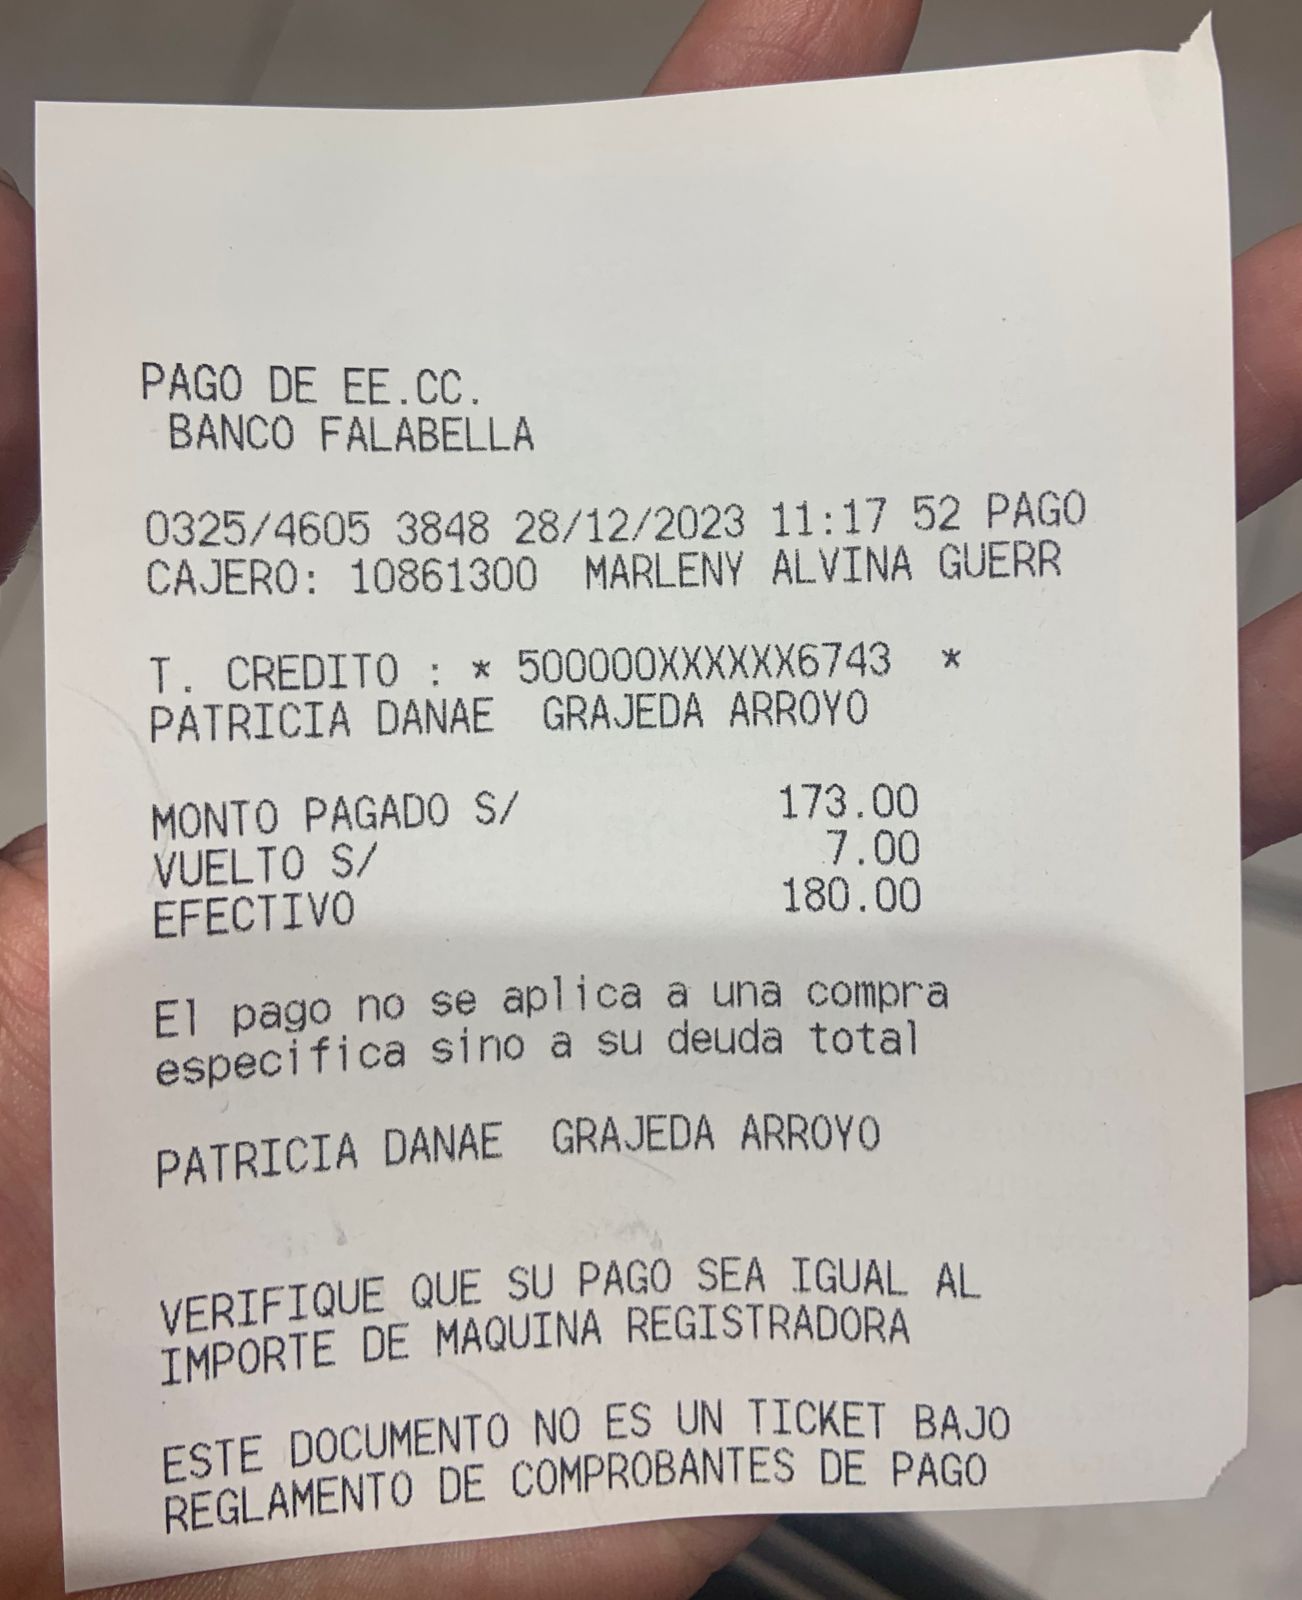 PAGO DE EE.CC.
BANCO FALABELLA
0325/4605 3848 28/12/2023 11:17 52 PAGO
CAJERO: 10861300 MARLENY ALVINA GUERR
T. CREDITO : * 500000XXXXXX6743 *
PATRICIA DANAE GRAJEDA ARROYO
MONTO PAGADO S/ 173.00
VUELTO S/ 7.00
EFECTIVO 180.00
El pago no se aplica a una compra
especifica sino a su deuda total
PATRICIA DANAE GRAJEDA ARROYO
VERIFIQUE QUE SU PAGO SEA IGUAL AL
IMPORTE DE MAQUINA REGISTRADORA
ESTE DOCUMENTO NO ES UN TICKET BAJO
REGLAMENTO DE COMPROBANTES DE PAGO